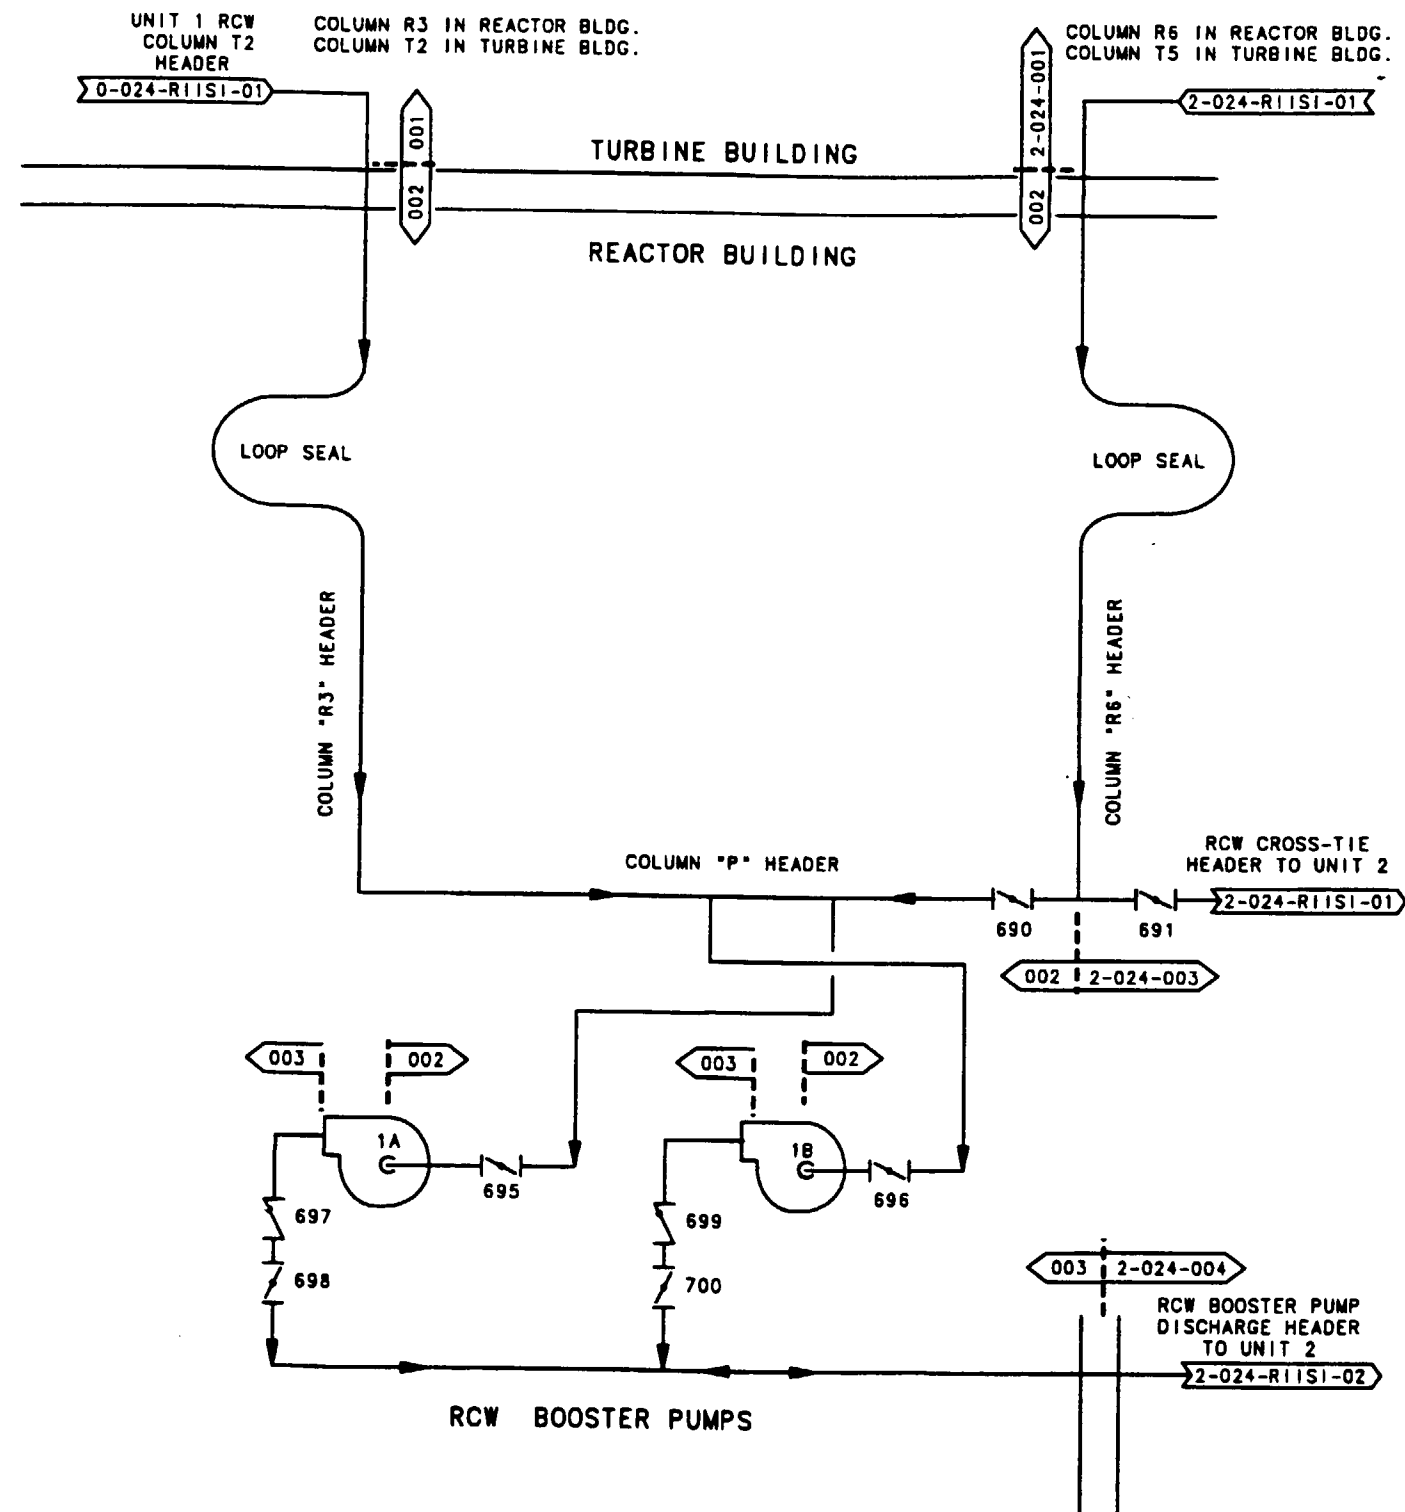 UNIT 1 RCW
COLUMN T2
HEADER
0-024-RIISI-01
COLUMN R3 IN REACTOR BLDG.
COLUMN T2 IN TURBINE BLDG.
COLUMN R6 IN REACTOR BLDG.
COLUMN T5 IN TURBINE BLDG.
2-024-RIISI-01
001
002
2-024-001
002
TURBINE BUILDING
REACTOR BUILDING
LOOP SEAL
LOOP SEAL
COLUMN "R3" HEADER
COLUMN "R6" HEADER
COLUMN "P" HEADER
RCW CROSS-TIE
HEADER TO UNIT 2
2-024-RIISI-01
690
691
002
2-024-003
003
002
003
002
1A
1B
695
696
697
699
698
700
003
2-024-004
RCW BOOSTER PUMP
DISCHARGE HEADER
TO UNIT 2
2-024-RIISI-02
RCW BOOSTER PUMPS